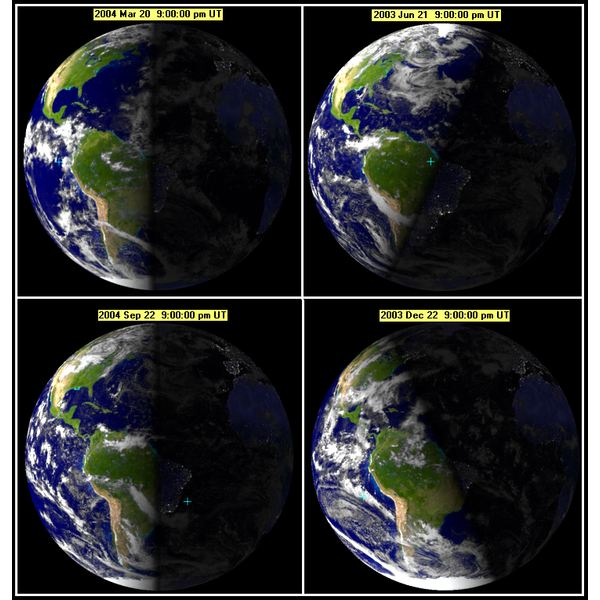 2004 Mar 20 9:00:00 pm UT
2003 Jun 21 9:00:00 pm UT
2004 Sep 22 9:00:00 pm UT
2003 Dec 22 9:00:00 pm UT